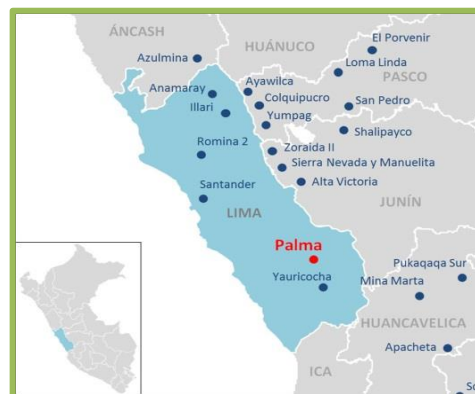 ÁNCASH
HUÁNUCO
El Porvenir
Azulmina
Loma Linda
PASCO
Anamaray
Ayawilca
Colquipucro
San Pedro
Illari
Yumpag
Shalipayco
Romina 2
Zoraida II
Sierra Nevada y Manuelita
Santander
Alta Victoria
LIMA
JUNÍN
Palma
Pukaqaqa Sur
Yauricocha
Mina Marta
HUANCAVELICA
Apacheta
ICA